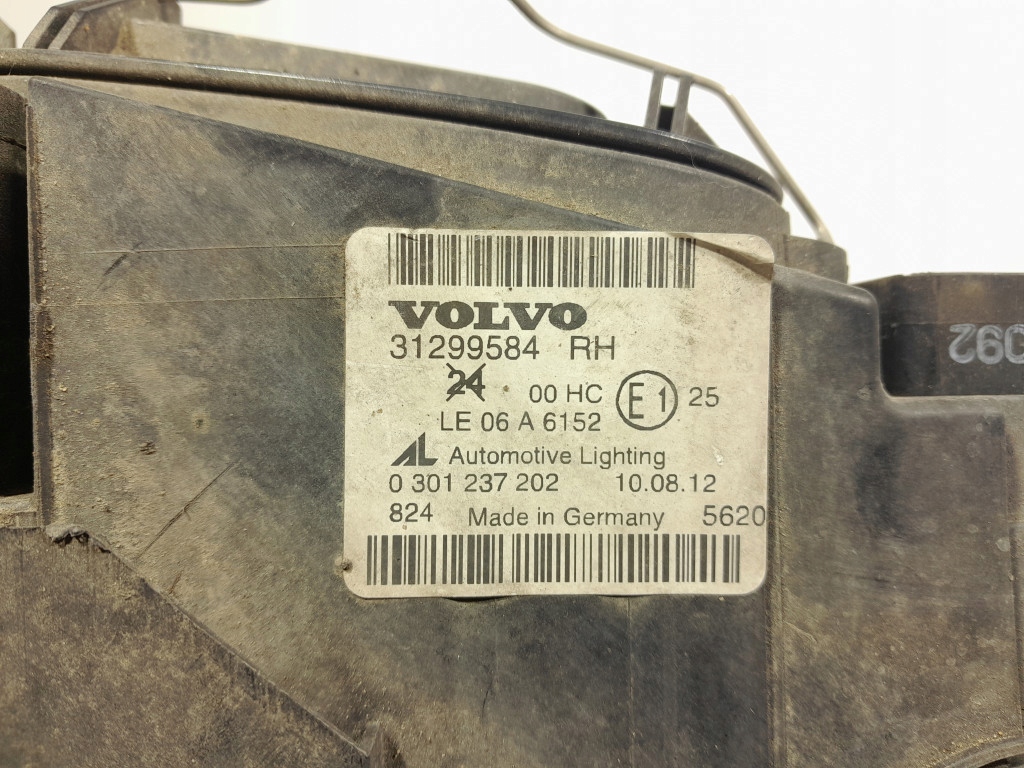 VOLVO
31299584 RH
24 00 HC E1 25
LE 06 A 6152
AL Automotive Lighting
0 301 237 202 10.08.12
824 Made in Germany 5620